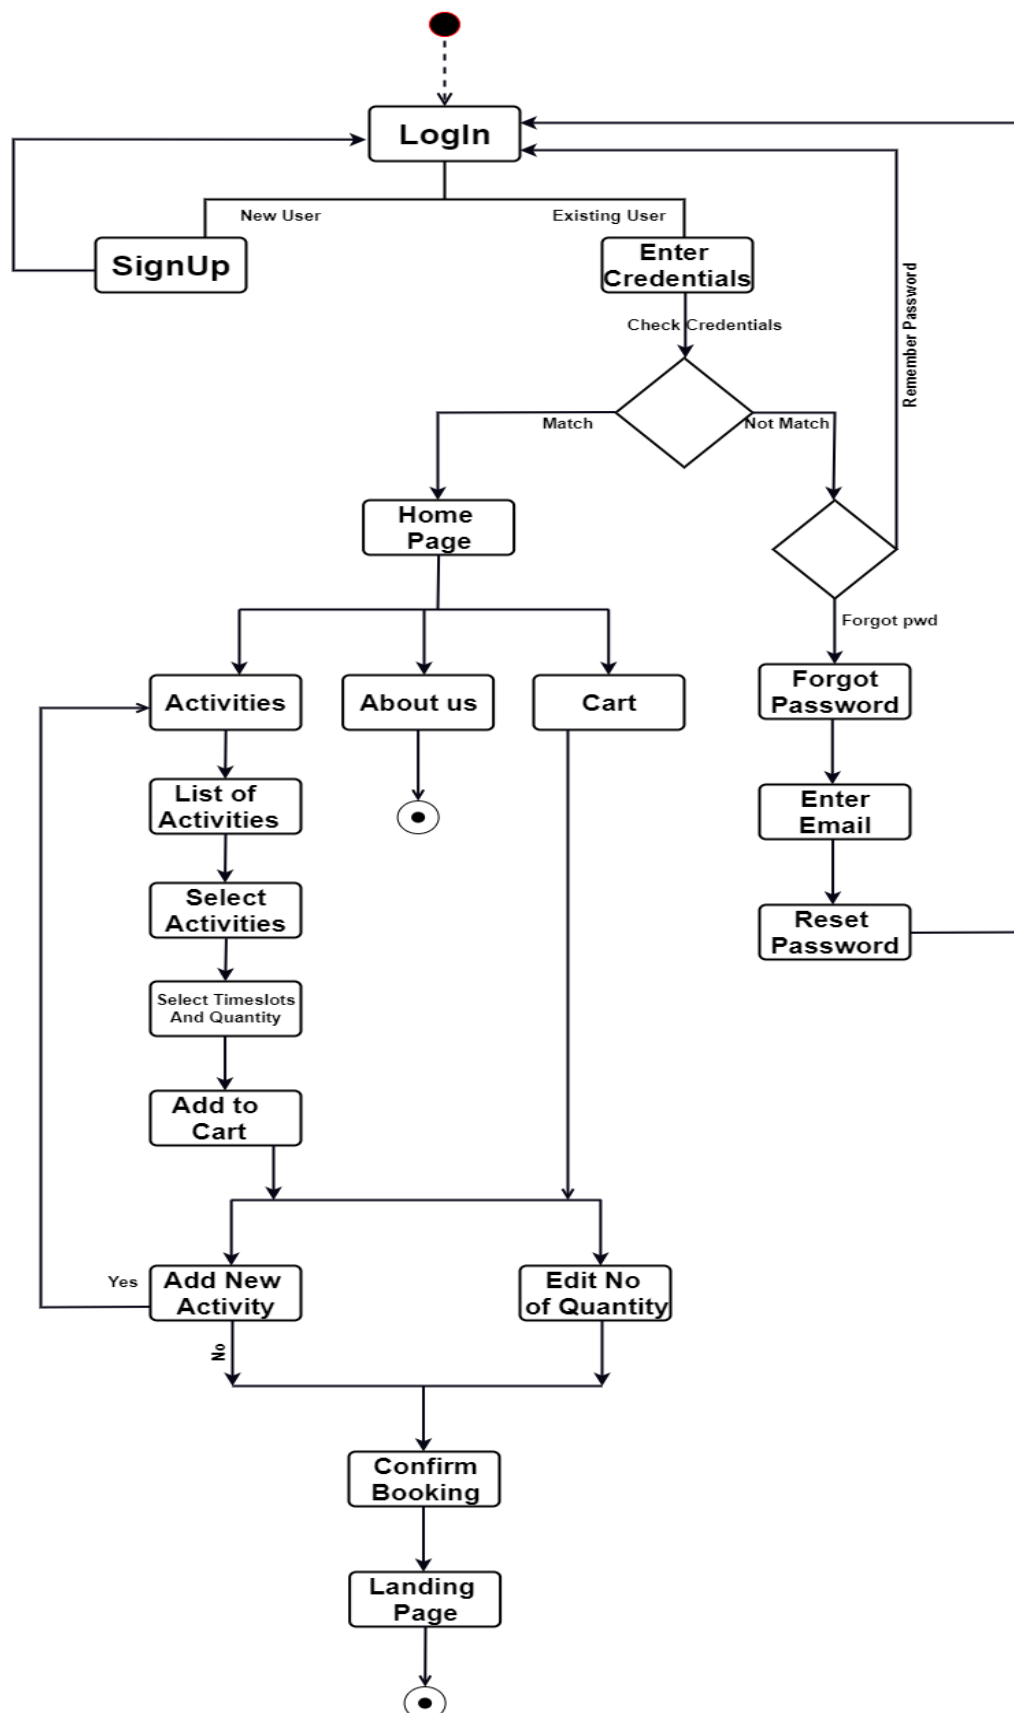 LogIn
New User
Existing User
SignUp
Enter
Credentials
Check Credentials
Remember Password
Match
Not Match
Home
Page
Forgot pwd
Activities
About us
Cart
Forgot
Password
List of
Activities
Enter
Email
Select
Activities
Reset
Password
Select Timeslots
And Quantity
Add to
Cart
Yes
Add New
Activity
Edit No
of Quantity
No
Confirm
Booking
Landing
Page